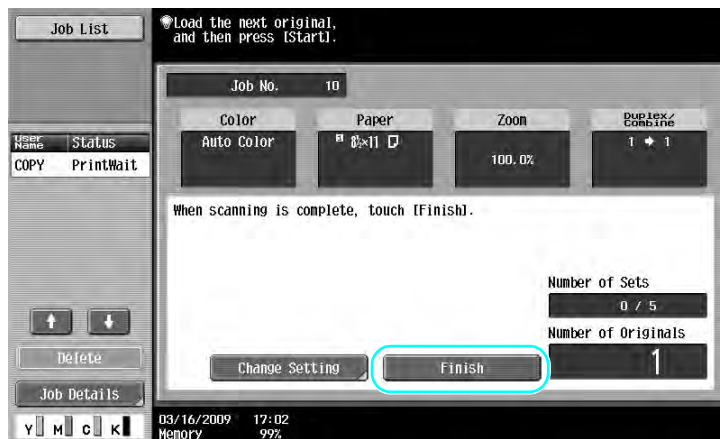 Job List
Load the next original,
and then press [Start].
Job No. 10
Color
Paper
Zoom
Duplex/
Combine
Auto Color
8½×11
100.0%
1 → 1
User
Name
Status
COPY PrintWait
When scanning is complete, touch [Finish].
Number of Sets
0 / 5
Number of Originals
1
Change Setting
Finish
Delete
Job Details
Y M C K
03/16/2009 17:02
Memory 99%